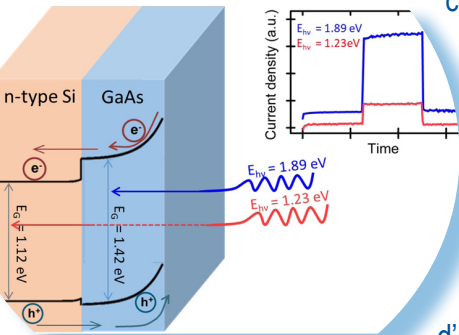 n-type Si
GaAs
e-
e-
E_G = 1.12 eV
E_G = 1.42 eV
h+
h+
E_hν = 1.89 eV
E_hν = 1.23 eV
Current density (a.u.)
E_hν = 1.89 eV
E_hν = 1.23eV
Time
d'